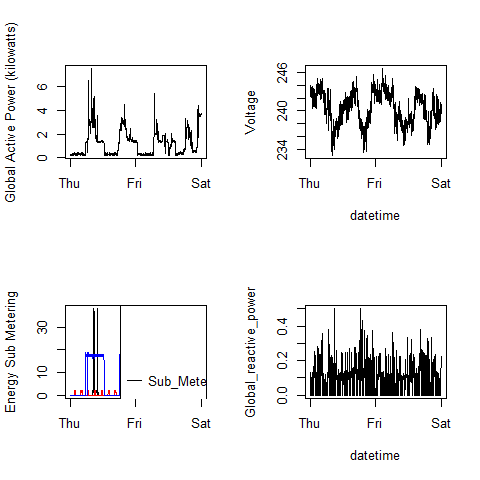 Global Active Power (kilowatts)
0 2 4 6
Thu Fri Sat
Voltage
234 240 246
Thu Fri Sat
datetime
Energy Sub Metering
0 10 30
Sub_Mete
Thu Fri Sat
Global_reactive_power
0.0 0.2 0.4
Thu Fri Sat
datetime